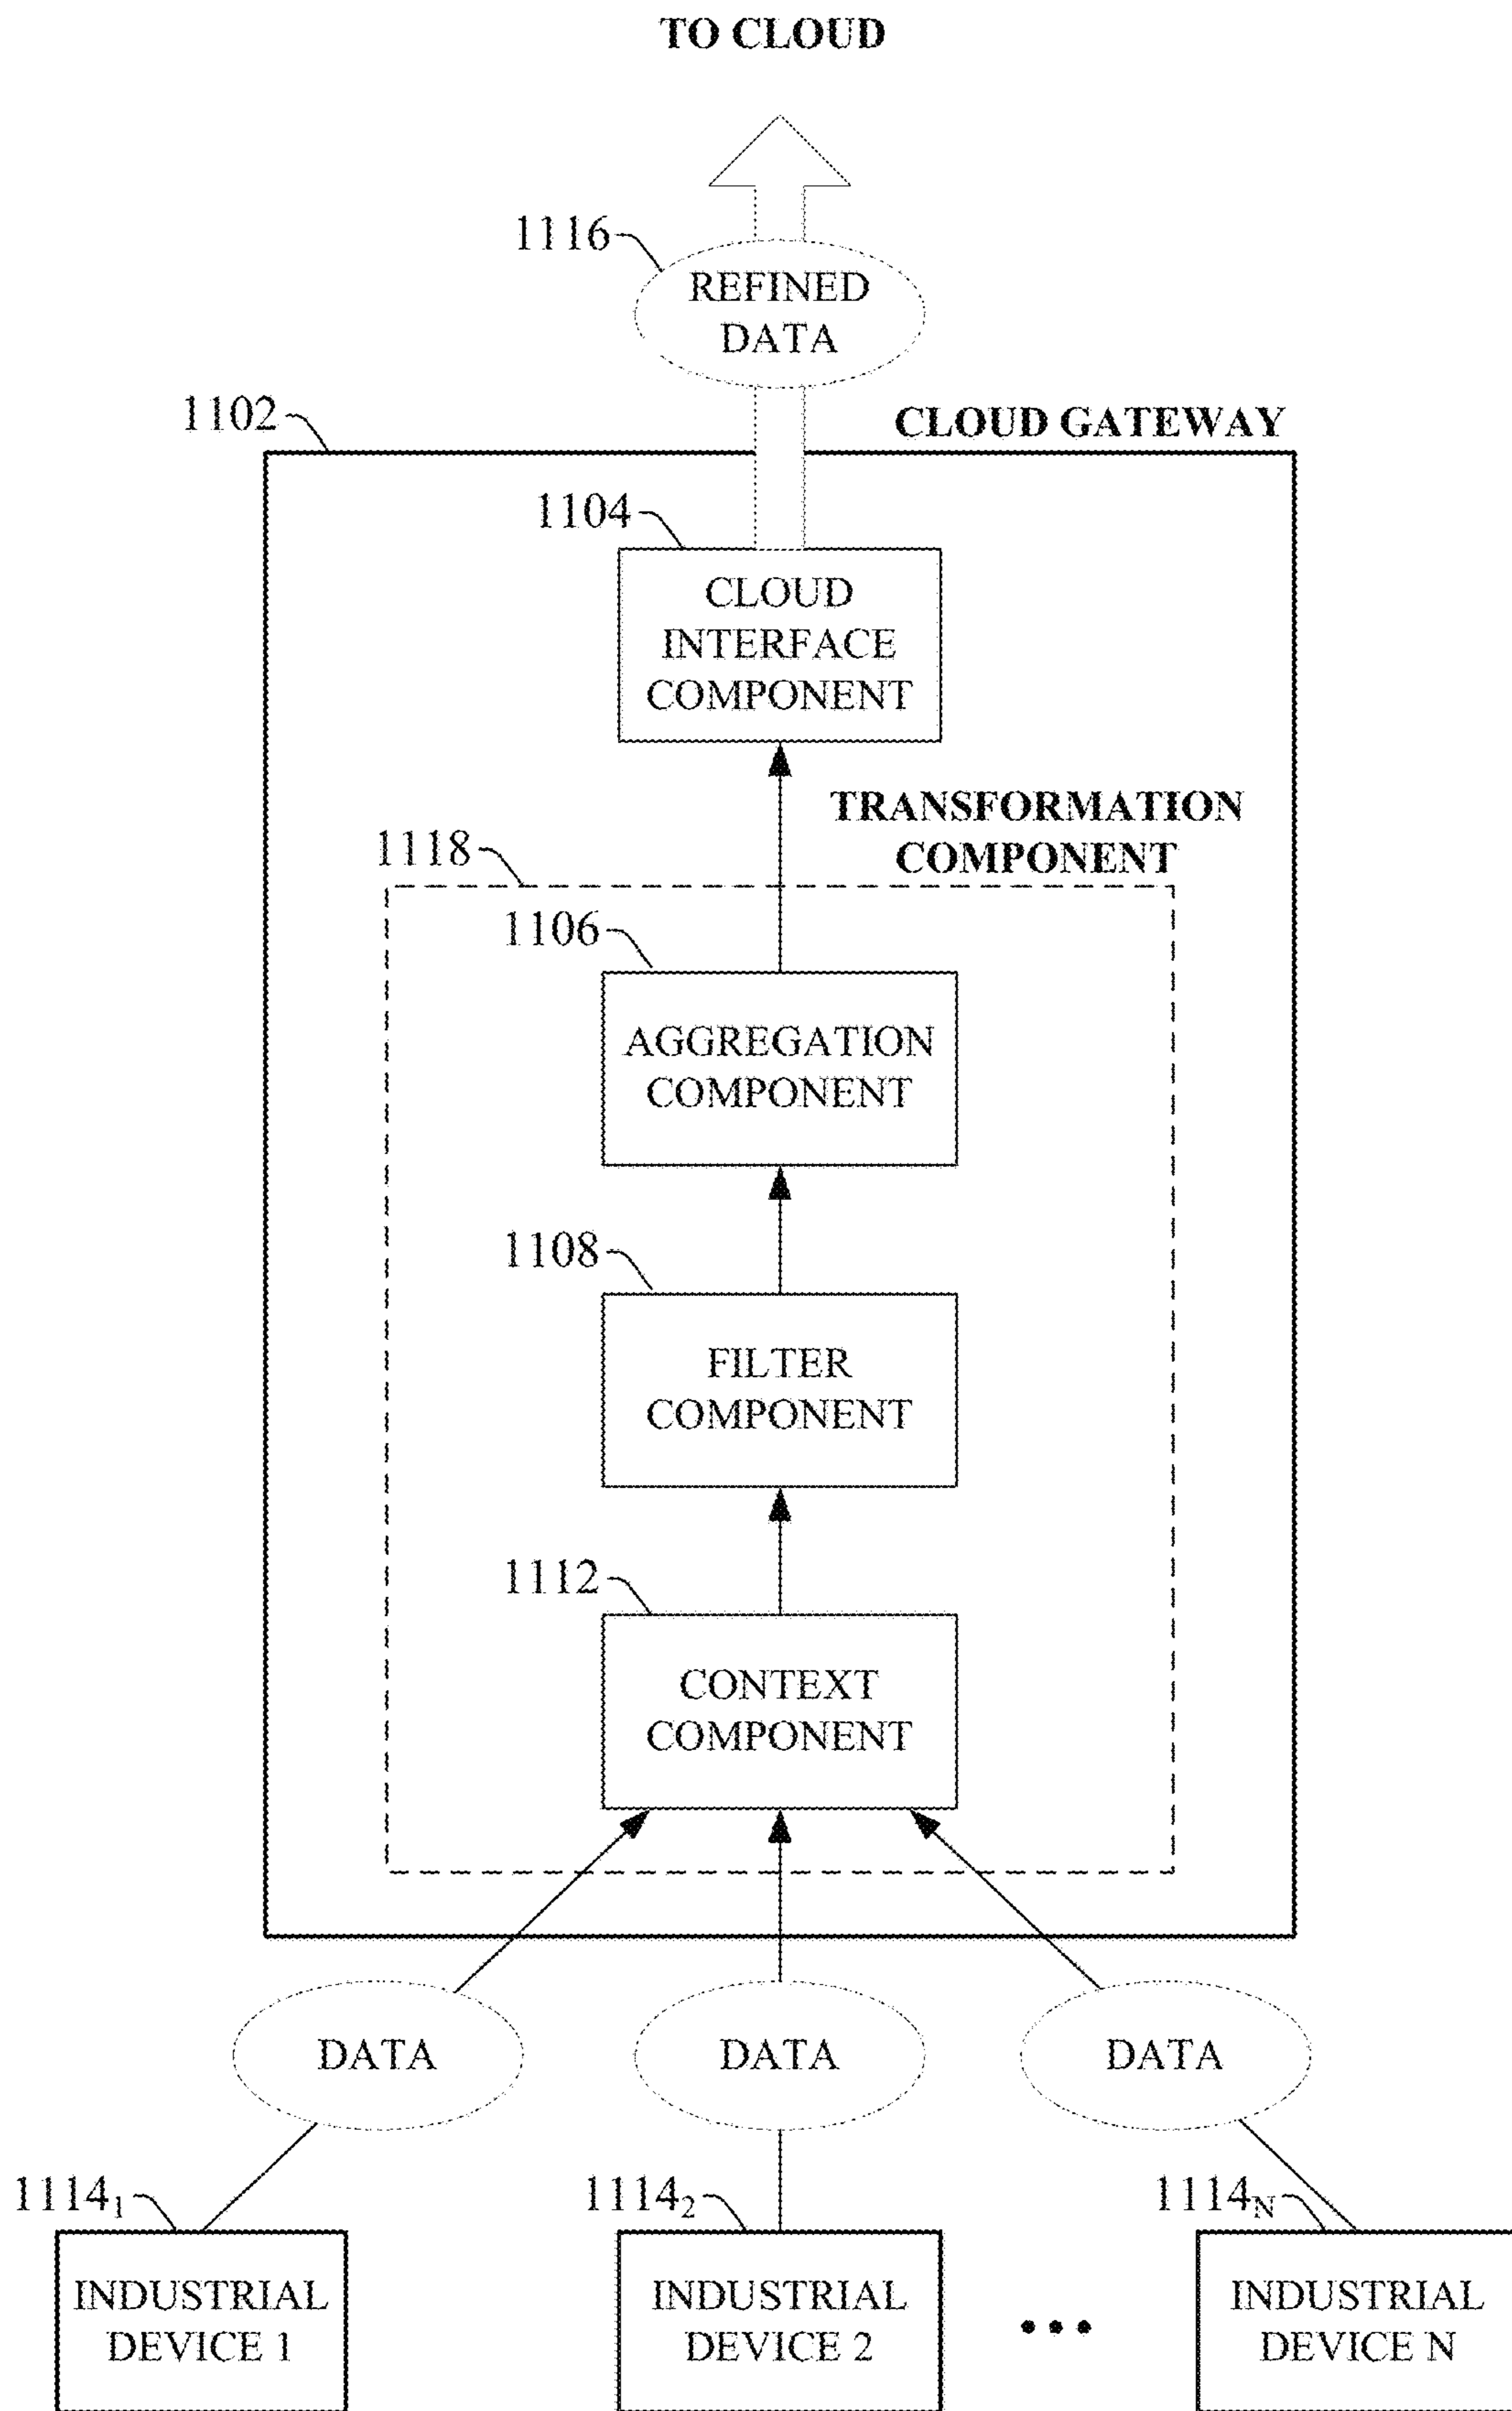 TO CLOUD
1116
REFINED
DATA
1102
CLOUD GATEWAY
1104
CLOUD
INTERFACE
COMPONENT
TRANSFORMATION
COMPONENT
1118
1106
AGGREGATION
COMPONENT
1108
FILTER
COMPONENT
1112
CONTEXT
COMPONENT
DATA DATA DATA
1114₁ 1114₂ 1114N
INDUSTRIAL INDUSTRIAL INDUSTRIAL
DEVICE 1 DEVICE 2 ••• DEVICE N